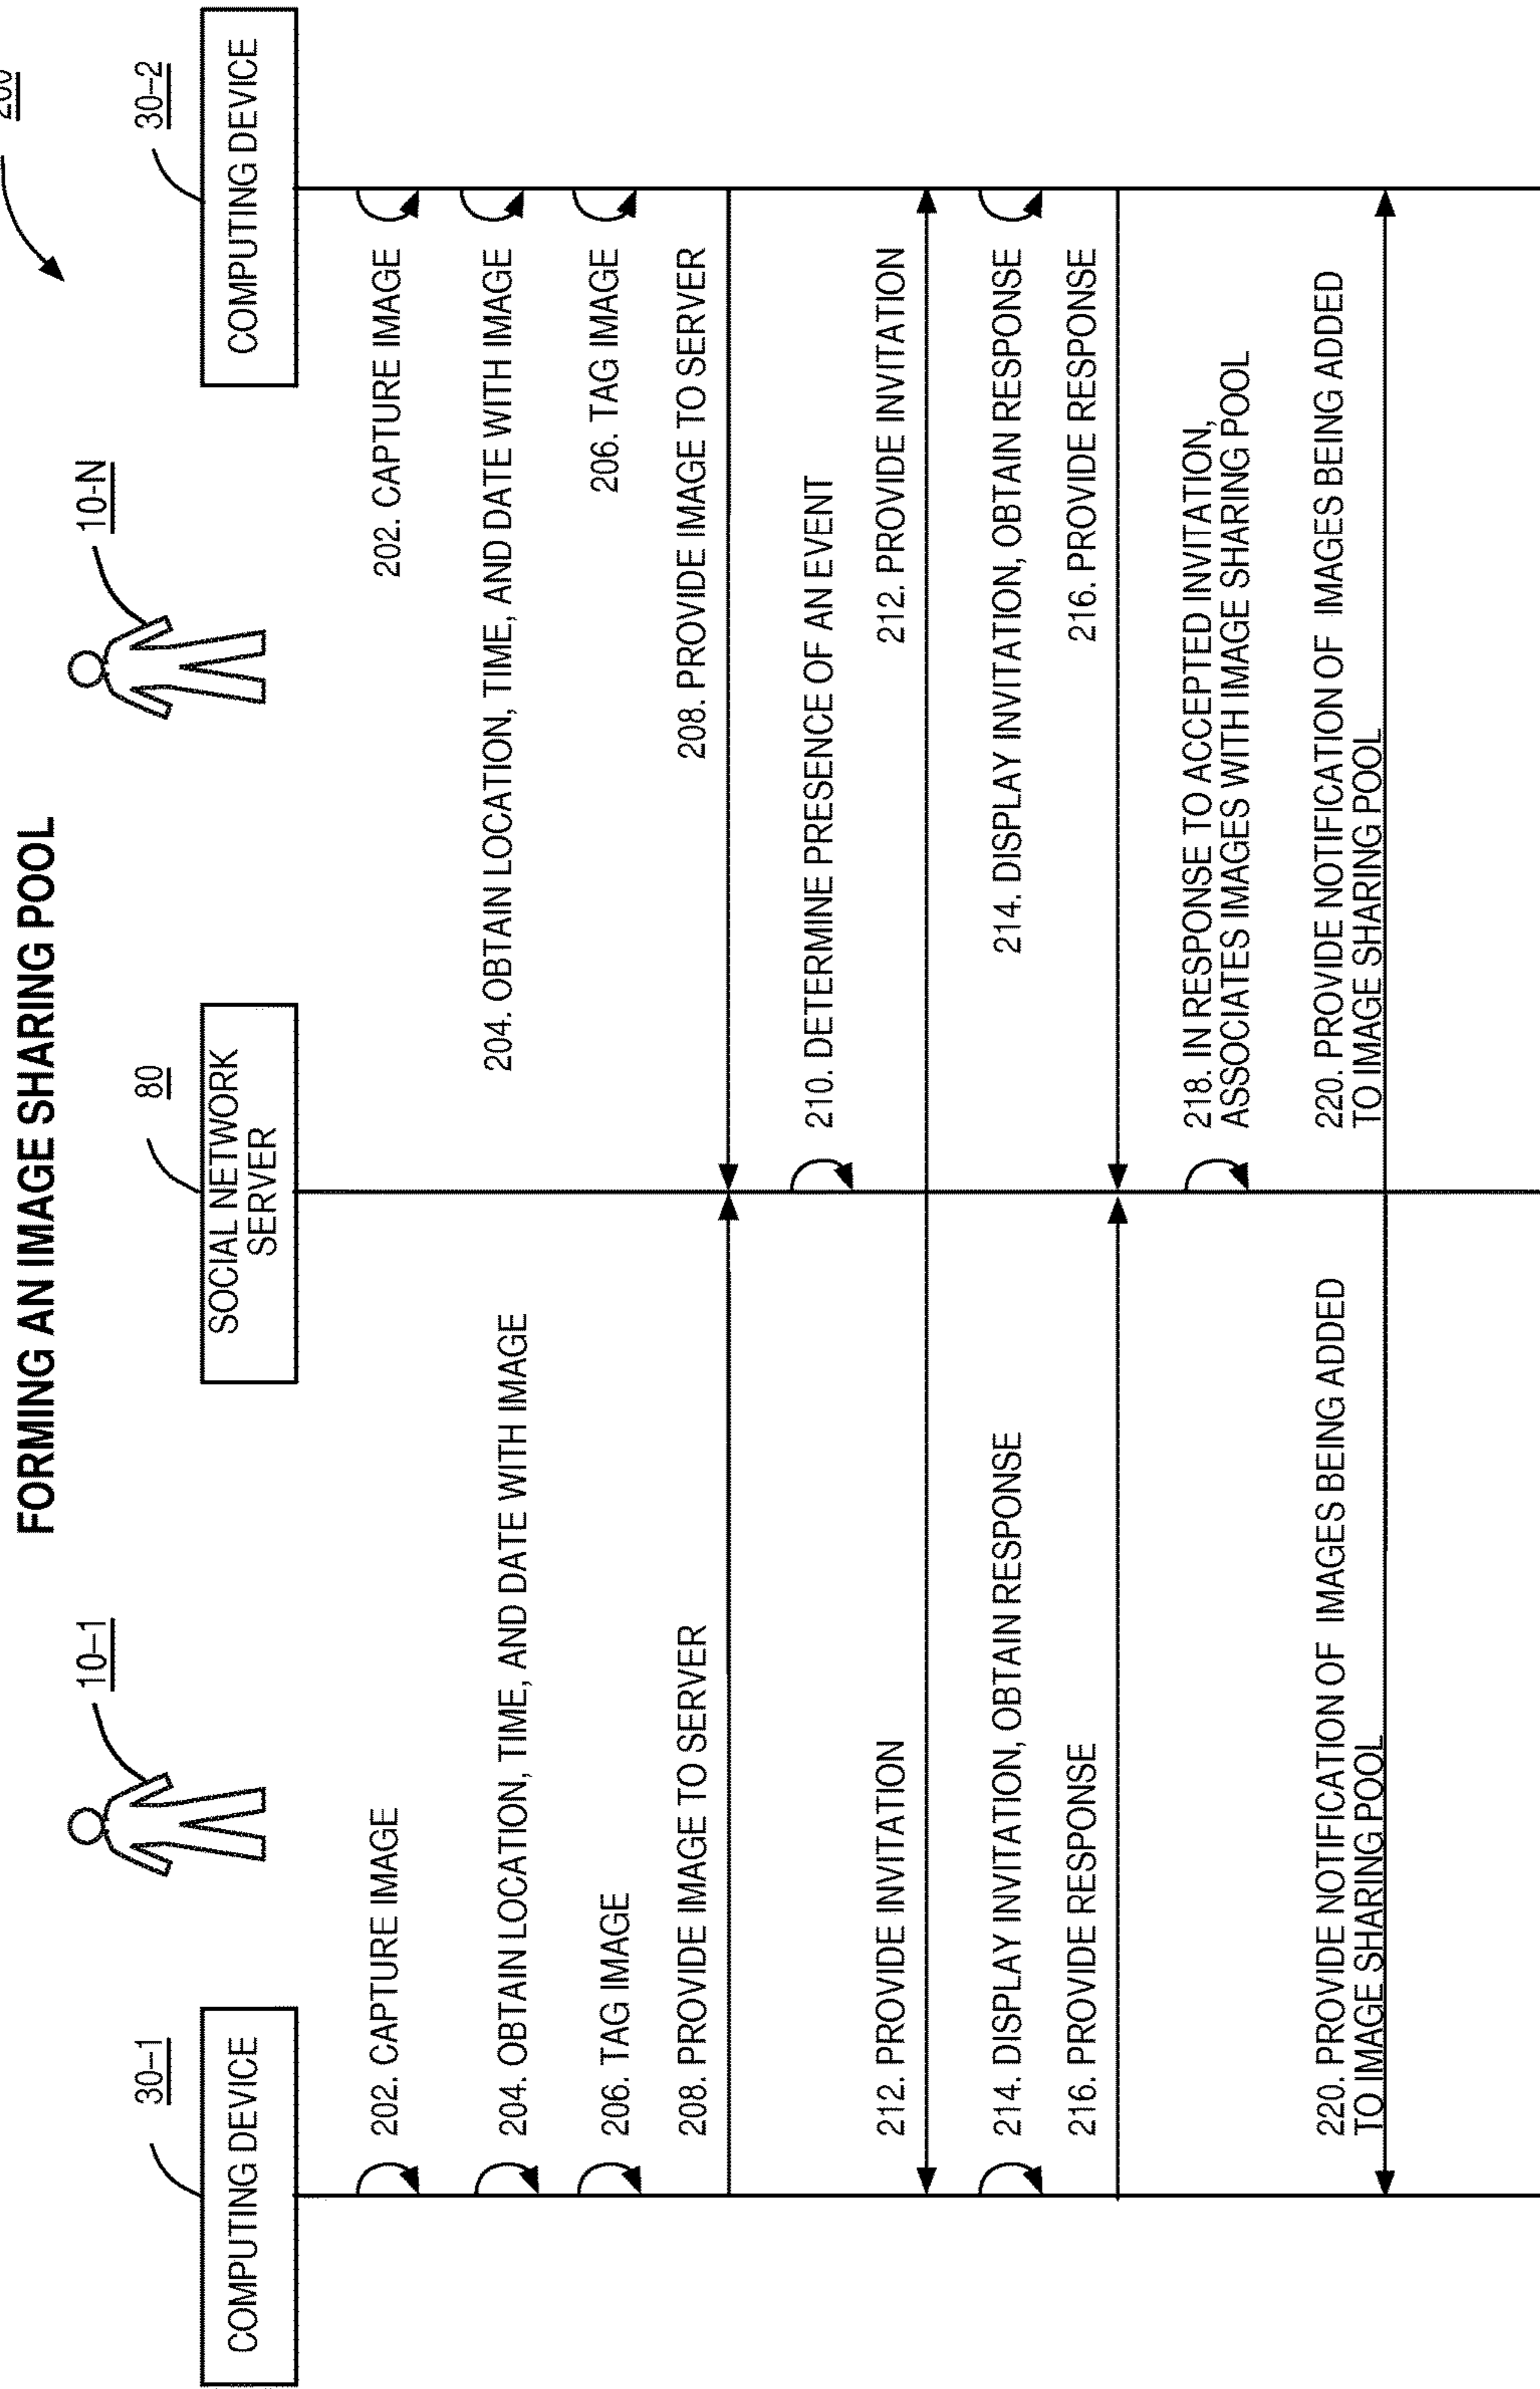 FORMING AN IMAGE SHARING POOL
10-1
10-N
30-1
80
30-2
COMPUTING DEVICE
SOCIAL NETWORK
SERVER
COMPUTING DEVICE
202. CAPTURE IMAGE
202. CAPTURE IMAGE
204. OBTAIN LOCATION, TIME, AND DATE WITH IMAGE
204. OBTAIN LOCATION, TIME, AND DATE WITH IMAGE
206. TAG IMAGE
206. TAG IMAGE
208. PROVIDE IMAGE TO SERVER
208. PROVIDE IMAGE TO SERVER
210. DETERMINE PRESENCE OF AN EVENT
212. PROVIDE INVITATION
212. PROVIDE INVITATION
214. DISPLAY INVITATION, OBTAIN RESPONSE
214. DISPLAY INVITATION, OBTAIN RESPONSE
216. PROVIDE RESPONSE
216. PROVIDE RESPONSE
218. IN RESPONSE TO ACCEPTED INVITATION,
ASSOCIATES IMAGES WITH IMAGE SHARING POOL
220. PROVIDE NOTIFICATION OF IMAGES BEING ADDED
TO IMAGE SHARING POOL
220. PROVIDE NOTIFICATION OF IMAGES BEING ADDED
TO IMAGE SHARING POOL